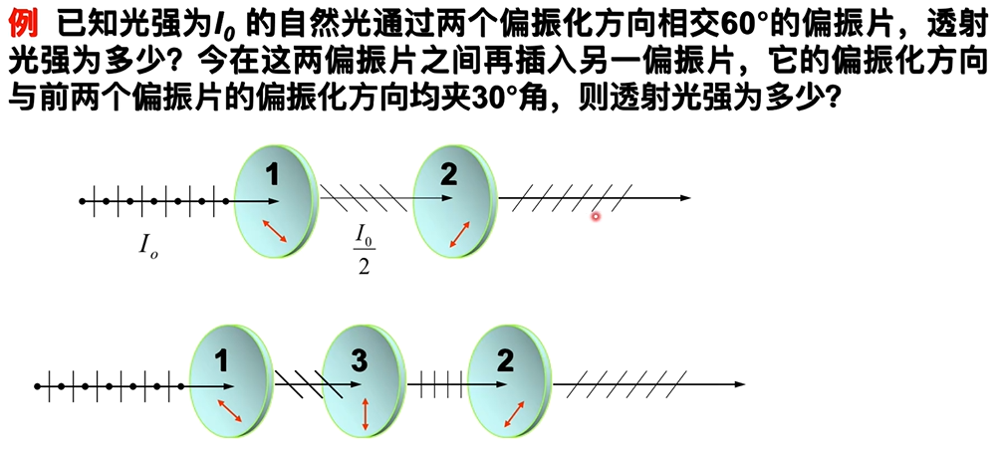 例 已知光强为I₀ 的自然光通过两个偏振化方向相交60°的偏振片，透射
光强为多少？今在这两偏振片之间再插入另一偏振片，它的偏振化方向
与前两个偏振片的偏振化方向均夹30°角，则透射光强为多少？
1 2
Iₒ
I₀
2
1 3 2